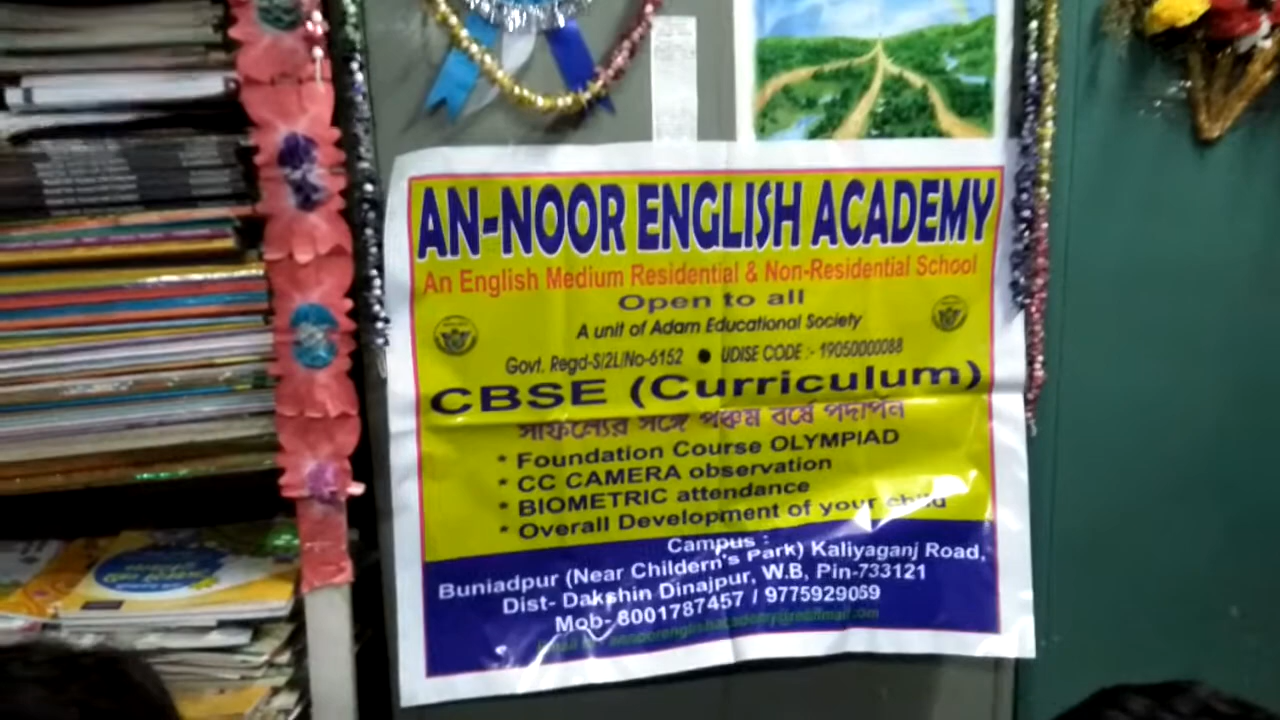 AN-NOOR ENGLISH ACADEMY
An English Medium Residential & Non-Residential School
Open to all
A unit of Adam Educational Society
Govt. Regd-S/2L/No-6152 ● UDISE CODE :- 19050000088
CBSE (Curriculum)
সাফল্যের সঙ্গে পঞ্চম বর্ষে পদার্পন
* Foundation Course OLYMPIAD
* CC CAMERA observation
* BIOMETRIC attendance
* Overall Development of your child
Campus :
Buniadpur (Near Childern's Park) Kaliyaganj Road,
Dist- Dakshin Dinajpur, W.B, Pin-733121
Mob- 8001787457 / 9775929059